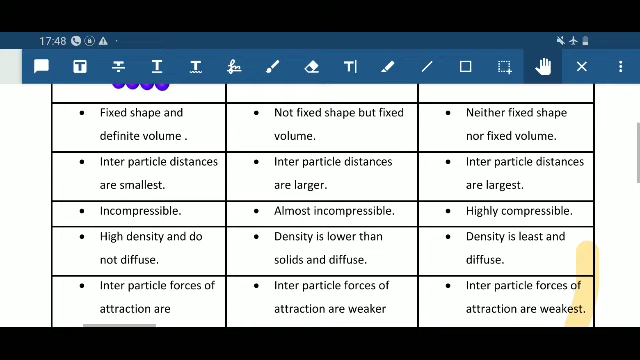 17:48
Fixed shape and
definite volume .
Not fixed shape but fixed
volume.
Neither fixed shape
nor fixed volume.
Inter particle distances
are smallest.
Inter particle distances
are larger.
Inter particle distances
are largest.
Incompressible.
Almost incompressible.
Highly compressible.
High density and do
not diffuse.
Density is lower than
solids and diffuse.
Density is least and
diffuse.
Inter particle forces of
attraction are
Inter particle forces of
attraction are weaker
Inter particle forces of
attraction are weakest.